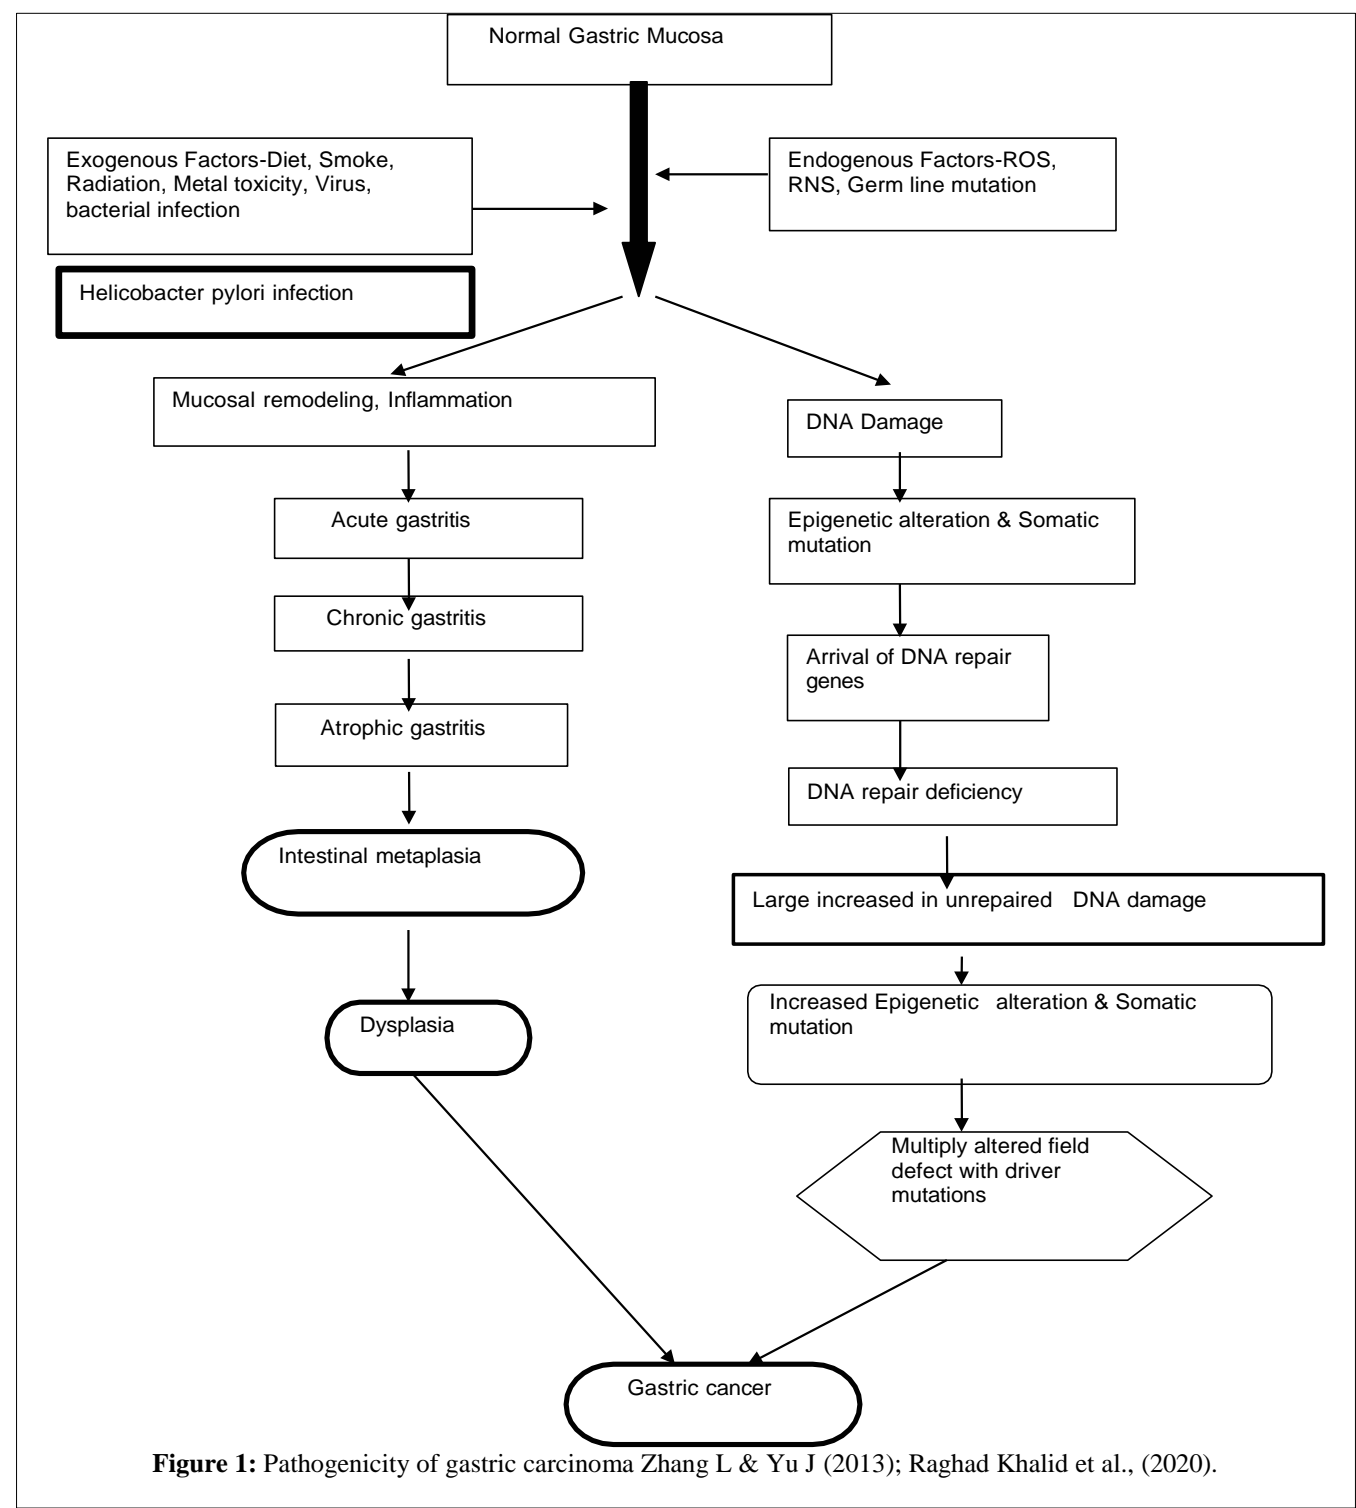 Normal Gastric Mucosa
Exogenous Factors-Diet, Smoke,
Radiation, Metal toxicity, Virus,
bacterial infection
Endogenous Factors-ROS,
RNS, Germ line mutation
Helicobacter pylori infection
Mucosal remodeling, Inflammation
DNA Damage
Acute gastritis
Epigenetic alteration & Somatic
mutation
Chronic gastritis
Arrival of DNA repair
genes
Atrophic gastritis
DNA repair deficiency
Intestinal metaplasia
Large increased in unrepaired DNA damage
Increased Epigenetic alteration & Somatic
mutation
Dysplasia
Multiply altered field
defect with driver
mutations
Gastric cancer
Figure 1: Pathogenicity of gastric carcinoma Zhang L & Yu J (2013); Raghad Khalid et al., (2020).